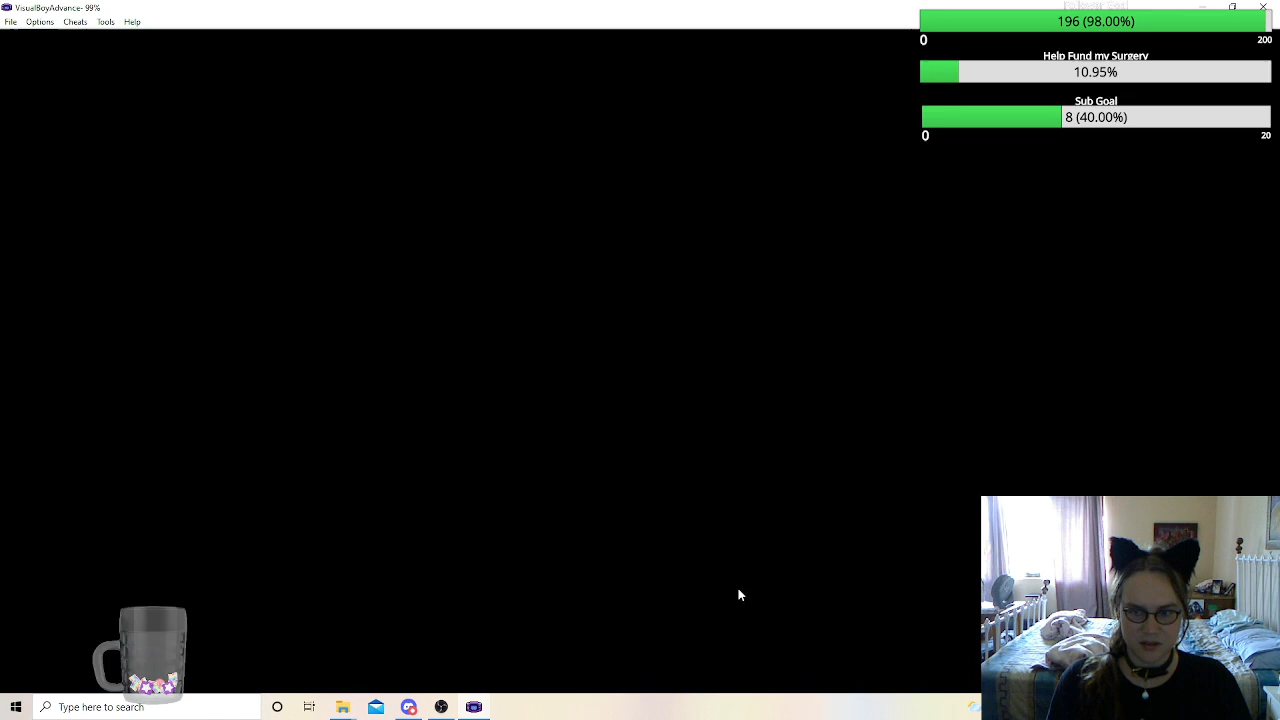 VisualBoyAdvance- 99%
File Options Cheats Tools Help
196 (98.00%)
0 200
Help Fund my Surgery
10.95%
Sub Goal
8 (40.00%)
0 20
Type here to search